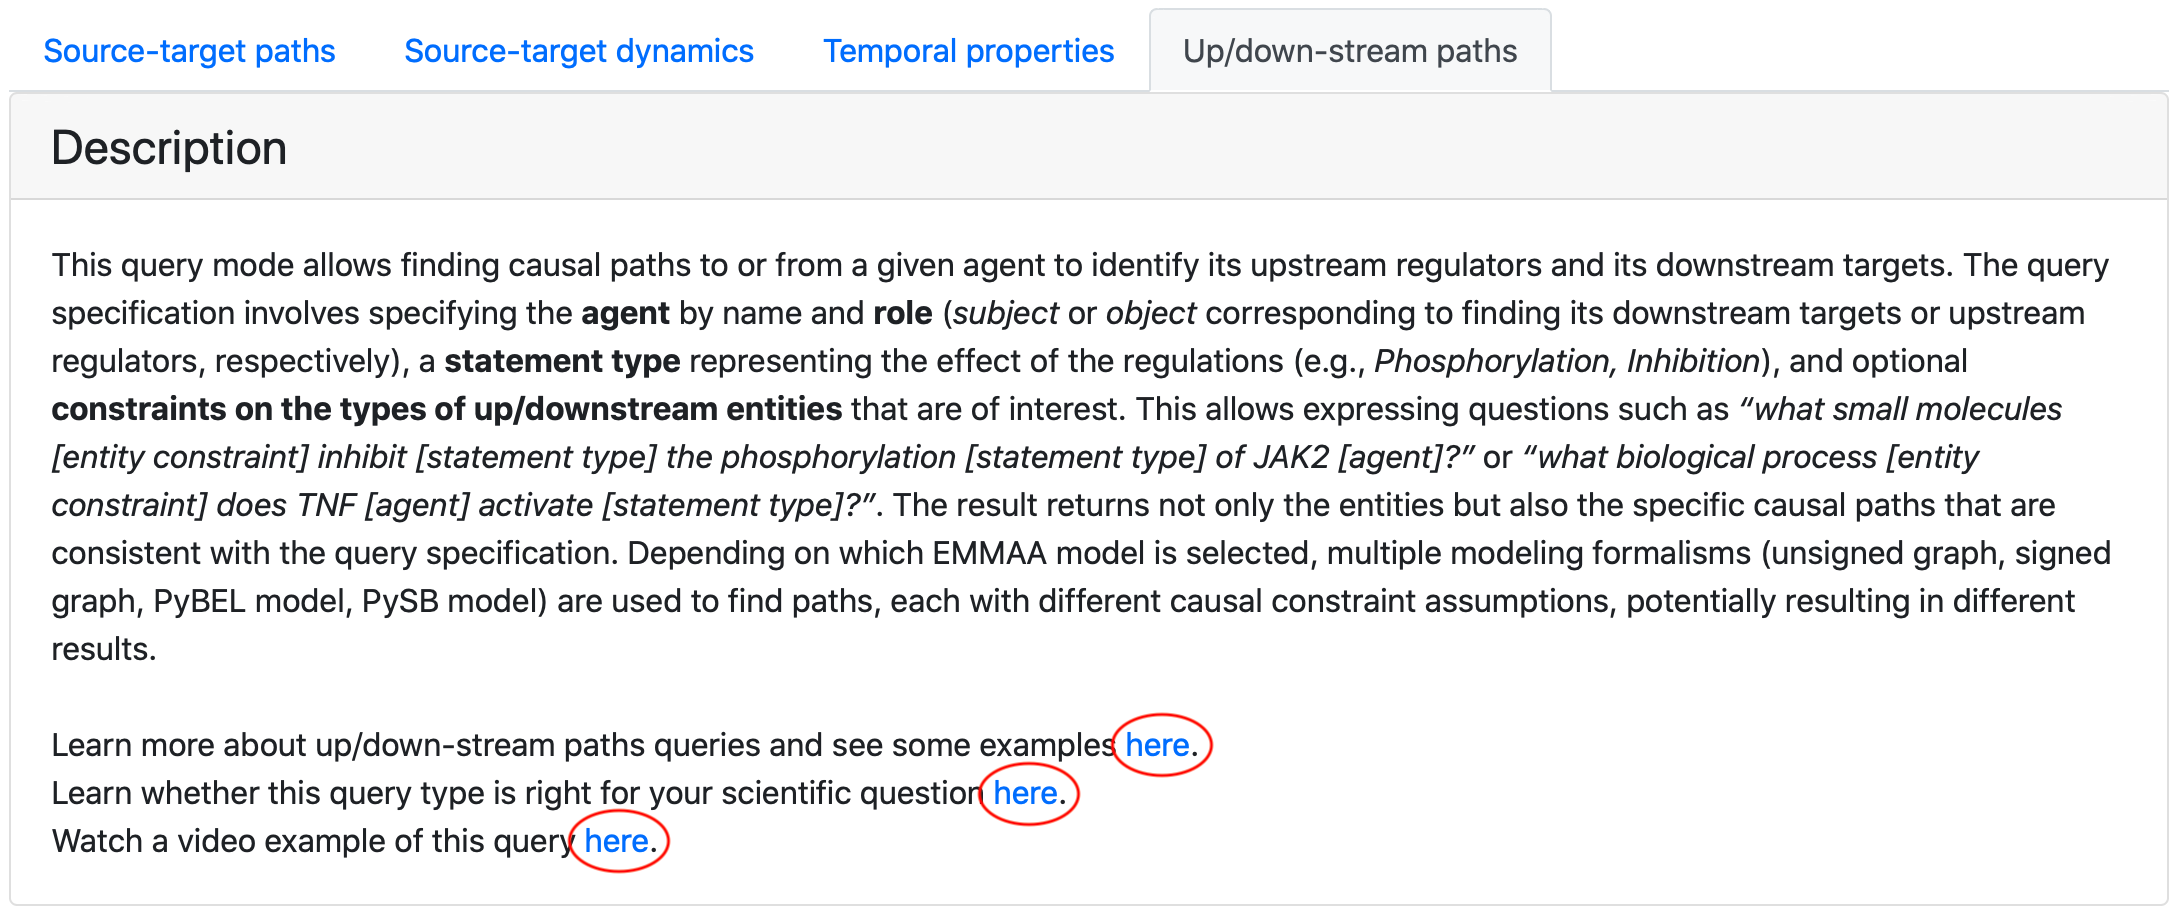 Source-target paths Source-target dynamics Temporal properties Up/down-stream paths
Description
This query mode allows finding causal paths to or from a given agent to identify its upstream regulators and its downstream targets. The query
specification involves specifying the agent by name and role (subject or object corresponding to finding its downstream targets or upstream
regulators, respectively), a statement type representing the effect of the regulations (e.g., Phosphorylation, Inhibition), and optional
constraints on the types of up/downstream entities that are of interest. This allows expressing questions such as “what small molecules
[entity constraint] inhibit [statement type] the phosphorylation [statement type] of JAK2 [agent]?” or “what biological process [entity
constraint] does TNF [agent] activate [statement type]?”. The result returns not only the entities but also the specific causal paths that are
consistent with the query specification. Depending on which EMMAA model is selected, multiple modeling formalisms (unsigned graph, signed
graph, PyBEL model, PySB model) are used to find paths, each with different causal constraint assumptions, potentially resulting in different
results.
Learn more about up/down-stream paths queries and see some examples here.
Learn whether this query type is right for your scientific question here.
Watch a video example of this query here.